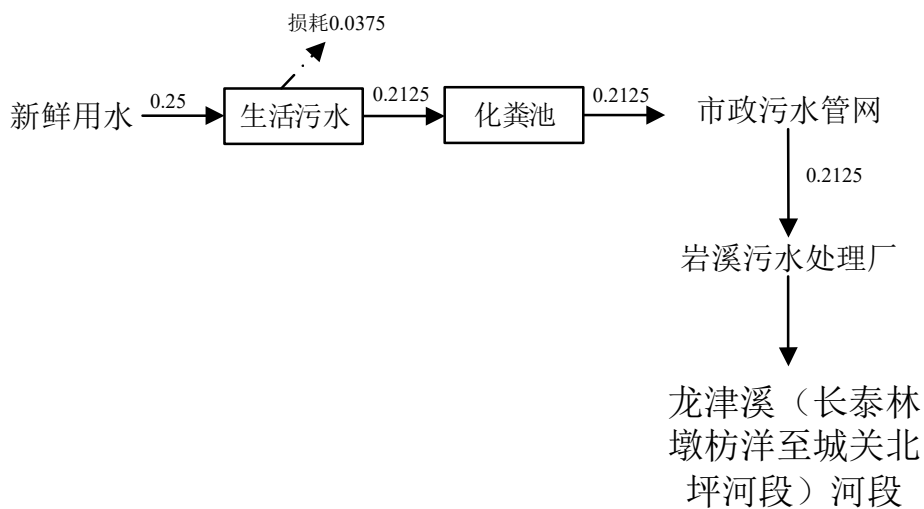 损耗0.0375
新鲜用水
0.25
生活污水
0.2125
化粪池
0.2125
市政污水管网
0.2125
岩溪污水处理厂
龙津溪（长泰林
墩枋洋至城关北
坪河段）河段